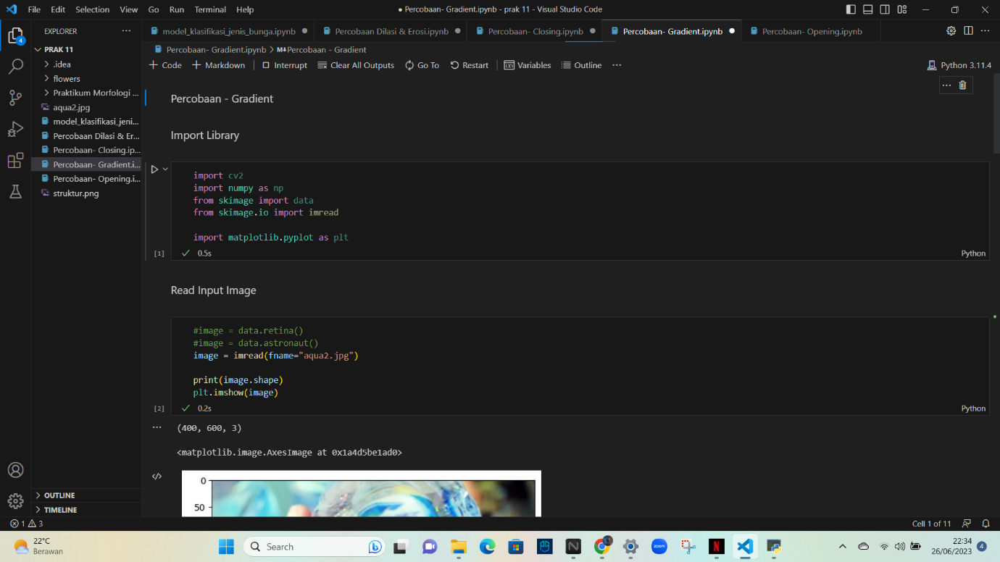 File Edit Selection View Go Run Terminal Help
● Percobaan- Gradient.ipynb - prak 11 - Visual Studio Code
4
EXPLORER
PRAK 11
.idea
flowers
Praktikum Morfologi ...
aqua2.jpg
model_klasifikasi_jeni...
Percobaan Dilasi & Er...
Percobaan- Closing.ip...
Percobaan- Gradient.i...
Percobaan- Opening.i...
struktur.png
OUTLINE
TIMELINE
model_klasifikasi_jenis_bunga.ipynb Percobaan Dilasi & Erosi.ipynb Percobaan- Closing.ipynb Percobaan- Gradient.ipynb Percobaan- Opening.ipynb
Percobaan- Gradient.ipynb > M↓Percobaan - Gradient
+ Code + Markdown Interrupt Clear All Outputs Go To Restart Variables Outline ... Python 3.11.4
Percobaan - Gradient
Import Library
import cv2
import numpy as np
from skimage import data
from skimage.io import imread
import matplotlib.pyplot as plt
[1] 0.5s Python
Read Input Image
#image = data.retina()
#image = data.astronaut()
image = imread(fname="aqua2.jpg")
print(image.shape)
plt.imshow(image)
[2] 0.2s Python
(400, 600, 3)
<matplotlib.image.AxesImage at 0x1a4d5be1ad0>
0
50
1 3
Cell 1 of 11
22°C
Berawan
Search
zoom
22:34
26/06/2023
4